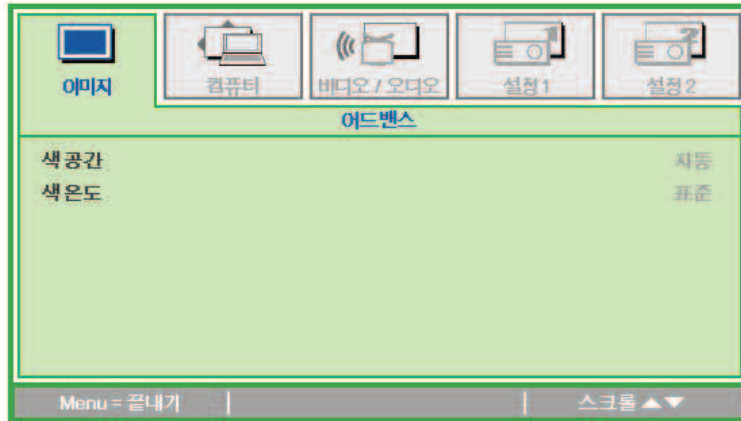 이미지 컴퓨터 비디오 / 오디오 설정1 설정2
어드밴스
색공간 자동
색온도 표준
Menu = 끝내기 스크롤▲▼